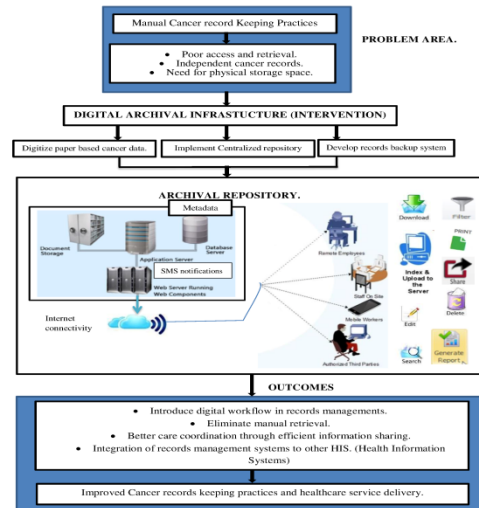 Manual Cancer record Keeping Practices
PROBLEM AREA.
Poor access and retrieval.
Independent cancer records.
Need for physical storage space.
DIGITAL ARCHIVAL INFRASTUCTURE (INTERVENTION)
Digitize paper based cancer data.
Implement Centralized repository
Develop records backup system
ARCHIVAL REPOSITORY.
Metadata
Document
Storage
Database
Server
Application Server
SMS notifications
Web Server Running
Web Components
Internet
connectivity
Remote Employees
Staff On Site
Mobile Workers
Authorized Third Parties
Download
Filter
PRINT
Index &
Upload to
the
Server
Share
Edit
Delete
Search
Generate
Report
OUTCOMES
Introduce digital workflow in records managements.
Eliminate manual retrieval.
Better care coordination through efficient information sharing.
Integration of records management systems to other HIS. (Health Information
Systems)
Improved Cancer records keeping practices and healthcare service delivery.